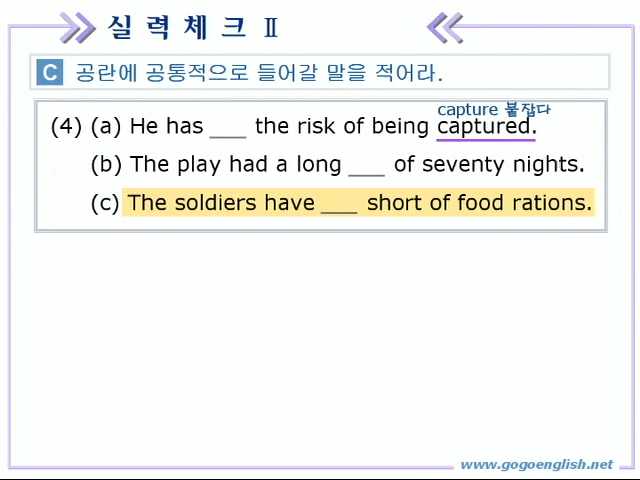 실 력 체 크 Ⅱ
C 공란에 공통적으로 들어갈 말을 적어라.
capture 붙잡다
(4) (a) He has ___ the risk of being captured.
(b) The play had a long ___ of seventy nights.
(c) The soldiers have ___ short of food rations.
www.gogoenglish.net